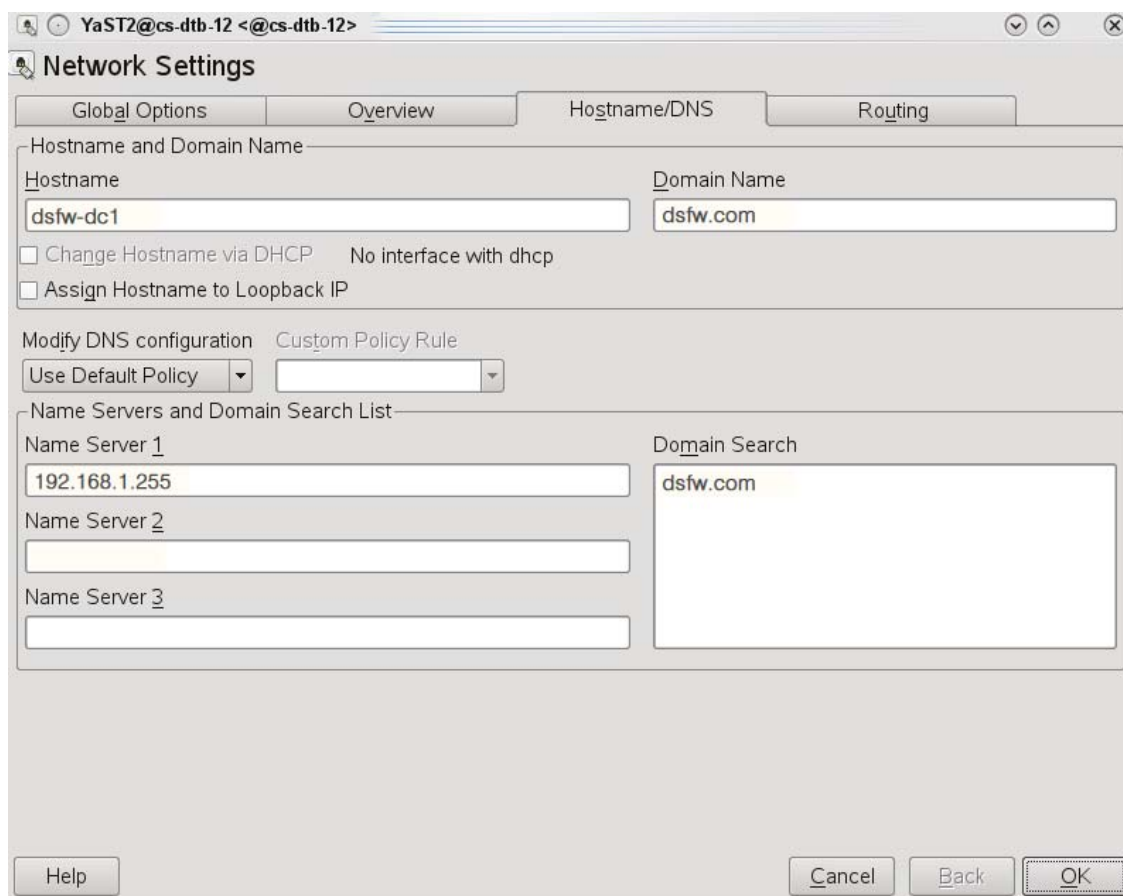 YaST2@cs-dtb-12 <@cs-dtb-12>
Network Settings
Global Options
Overview
Hostname/DNS
Routing
Hostname and Domain Name
Hostname
Domain Name
dsfw-dc1
dsfw.com
Change Hostname via DHCP
No interface with dhcp
Assign Hostname to Loopback IP
Modify DNS configuration
Custom Policy Rule
Use Default Policy
Name Servers and Domain Search List
Name Server 1
Domain Search
192.168.1.255
dsfw.com
Name Server 2
Name Server 3
Help
Cancel
Back
OK